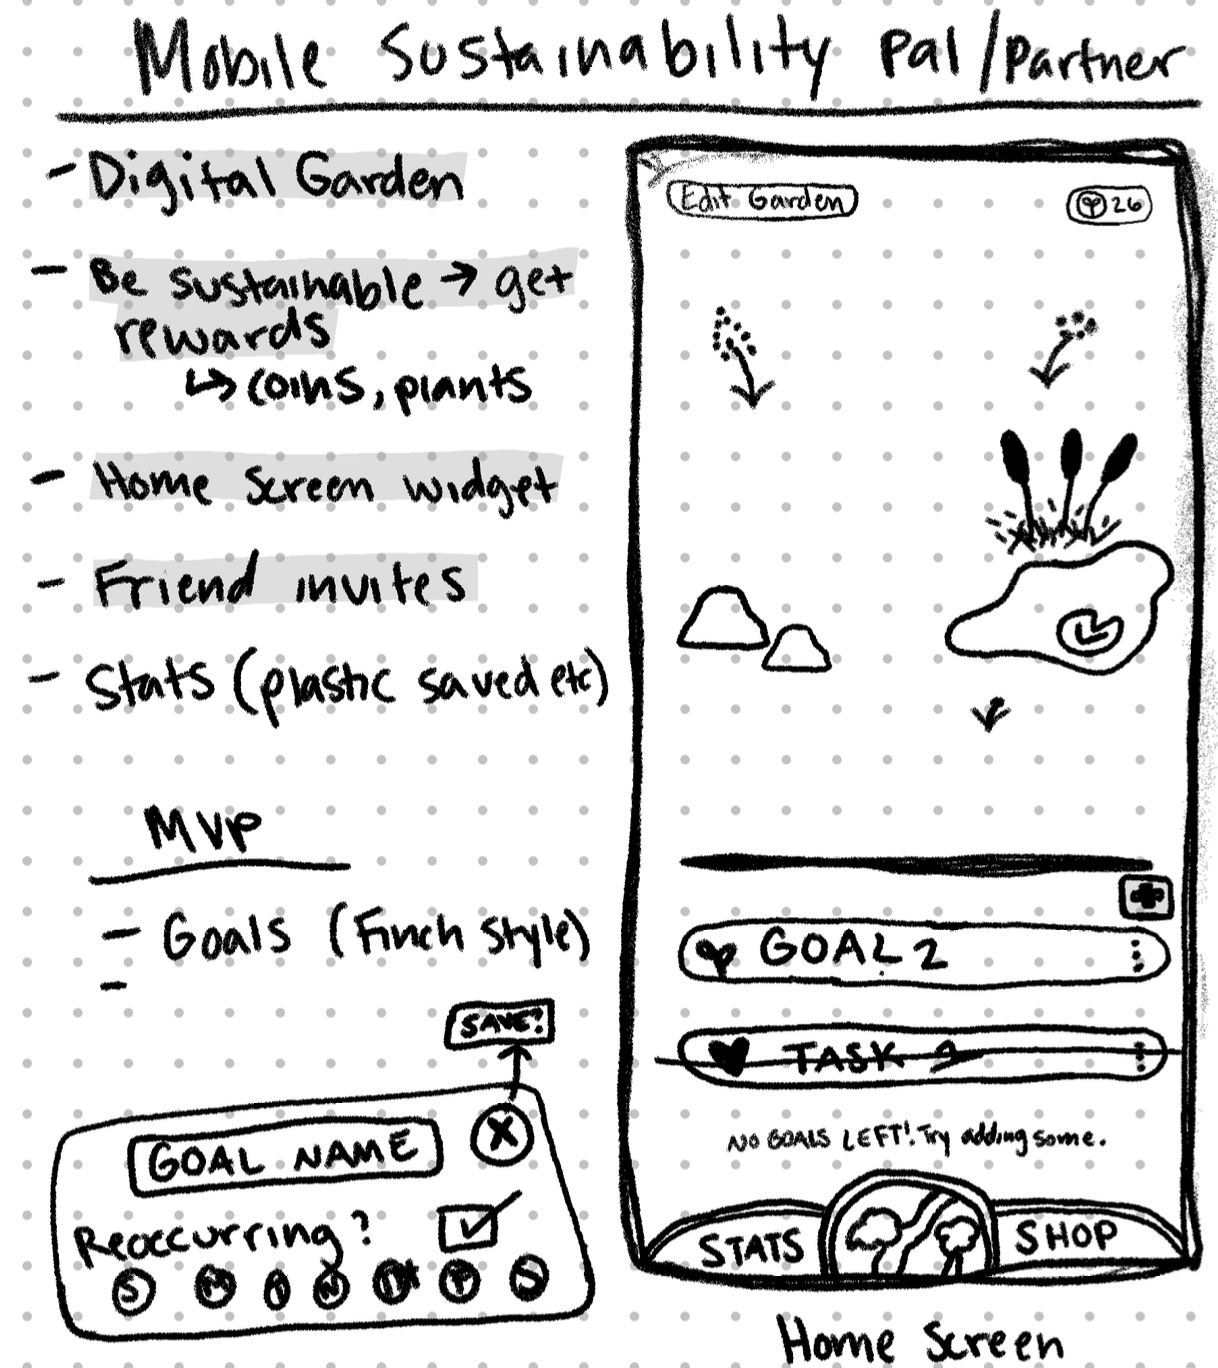 Mobile Sustainability Pal/Partner
- Digital Garden
- Be sustainable → get
rewards
↳ coins, plants
- Home Screen widget
- Friend invites
- Stats (plastic saved etc)
MVP
- Goals (Finch style)
-
SAVE?
X
GOAL NAME
Reoccurring?
S M T W TH F S
Edit Garden
26
GOAL 2
TASK
NO GOALS LEFT! Try adding some.
STATS
SHOP
Home Screen